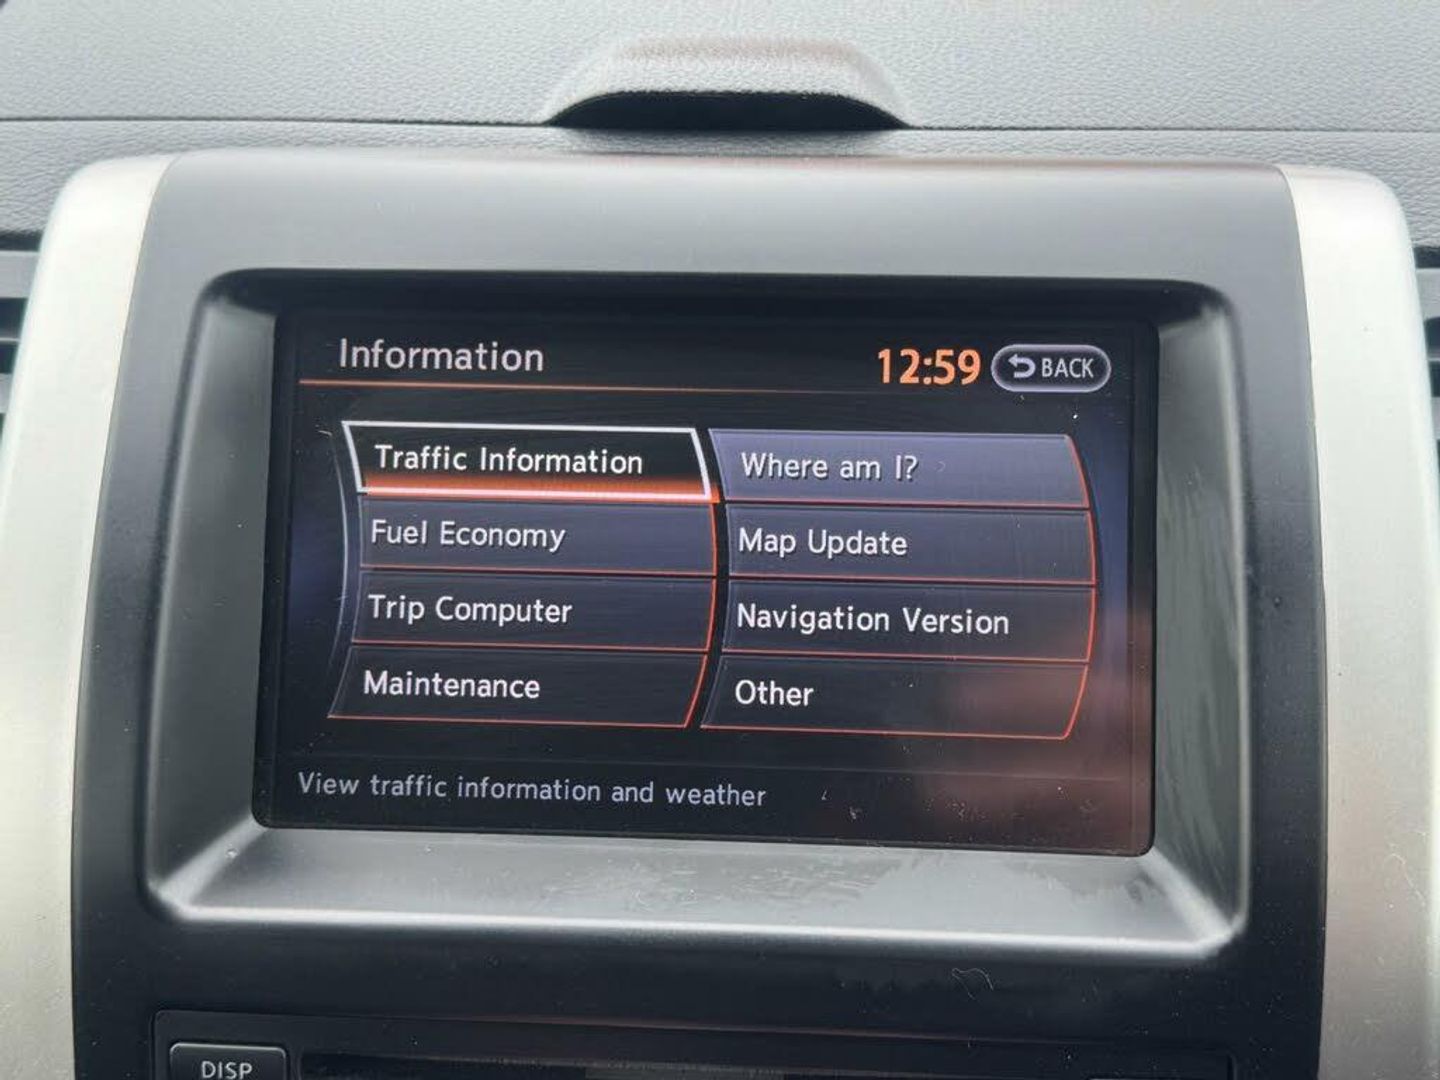 Information
12:59
BACK
Traffic Information
Where am I?
Fuel Economy
Map Update
Trip Computer
Navigation Version
Maintenance
Other
View traffic information and weather
DISP